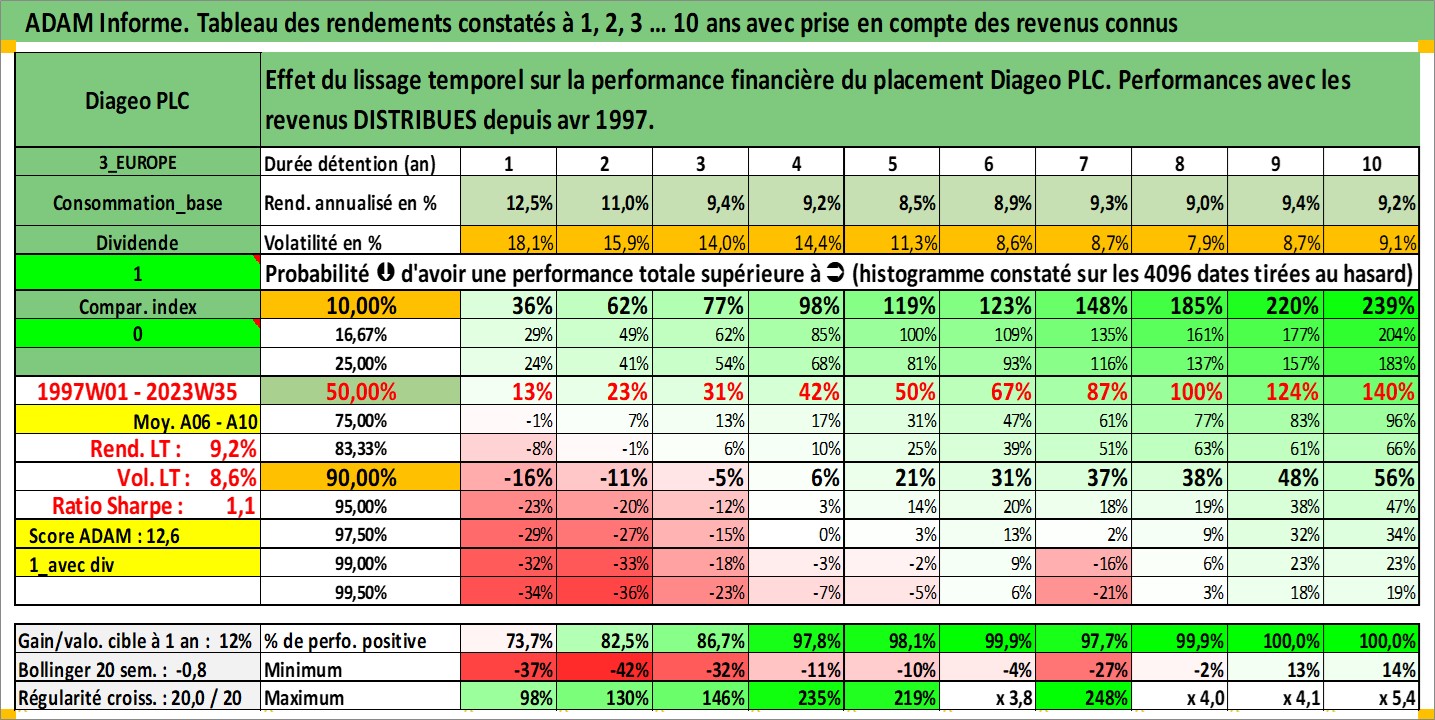 ADAM Informe. Tableau des rendements constatés à 1, 2, 3 ... 10 ans avec prise en compte des revenus connus
Diageo PLC
Effet du lissage temporel sur la performance financière du placement Diageo PLC. Performances avec les
revenus DISTRIBUES depuis avr 1997.
3_EUROPE Durée détention (an) 1 2 3 4 5 6 7 8 9 10
Consommation_base Rend. annualisé en % 12,5% 11,0% 9,4% 9,2% 8,5% 8,9% 9,3% 9,0% 9,4% 9,2%
Dividende Volatilité en % 18,1% 15,9% 14,0% 14,4% 11,3% 8,6% 8,7% 7,9% 8,7% 9,1%
1 Probabilité ⬇ d'avoir une performance totale supérieure à ➲ (histogramme constaté sur les 4096 dates tirées au hasard)
Compar. index 10,00% 36% 62% 77% 98% 119% 123% 148% 185% 220% 239%
0 16,67% 29% 49% 62% 85% 100% 109% 135% 161% 177% 204%
25,00% 24% 41% 54% 68% 81% 93% 116% 137% 157% 183%
1997W01 - 2023W35 50,00% 13% 23% 31% 42% 50% 67% 87% 100% 124% 140%
Moy. A06 - A10 75,00% -1% 7% 13% 17% 31% 47% 61% 77% 83% 96%
Rend. LT : 9,2% 83,33% -8% -1% 6% 10% 25% 39% 51% 63% 61% 66%
Vol. LT : 8,6% 90,00% -16% -11% -5% 6% 21% 31% 37% 38% 48% 56%
Ratio Sharpe : 1,1 95,00% -23% -20% -12% 3% 14% 20% 18% 19% 38% 47%
Score ADAM : 12,6 97,50% -29% -27% -15% 0% 3% 13% 2% 9% 32% 34%
1_avec div 99,00% -32% -33% -18% -3% -2% 9% -16% 6% 23% 23%
99,50% -34% -36% -23% -7% -5% 6% -21% 3% 18% 19%
Gain/valo. cible à 1 an : 12% % de perfo. positive 73,7% 82,5% 86,7% 97,8% 98,1% 99,9% 97,7% 99,9% 100,0% 100,0%
Bollinger 20 sem. : -0,8 Minimum -37% -42% -32% -11% -10% -4% -27% -2% 13% 14%
Régularité croiss. : 20,0 / 20 Maximum 98% 130% 146% 235% 219% x 3,8 248% x 4,0 x 4,1 x 5,4